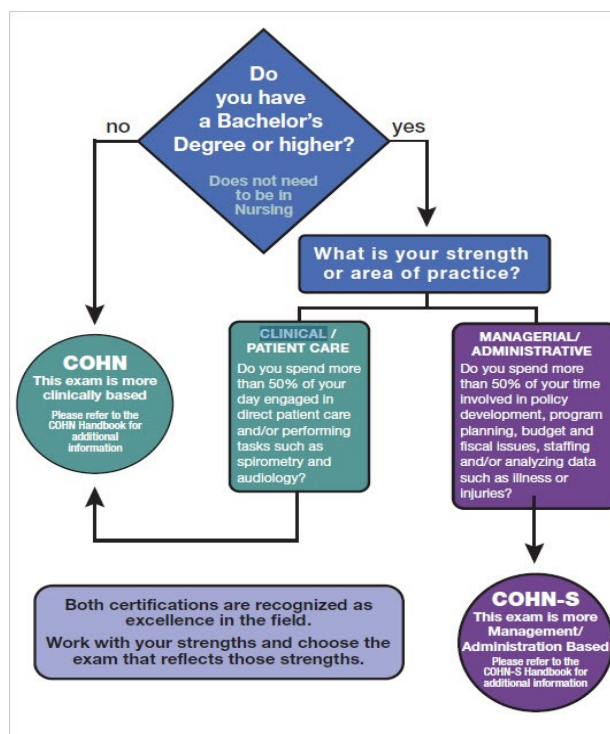 Do
you have
a Bachelor's
Degree or higher?
Does not need
to be in
Nursing
no
yes
What is your strength
or area of practice?
COHN
This exam is more
clinically based
Please refer to the
COHN Handbook for
additional
information
CLINICAL /
PATIENT CARE
Do you spend more
than 50% of your
day engaged in
direct patient care
and/or performing
tasks such as
spirometry and
audiology?
MANAGERIAL/
ADMINISTRATIVE
Do you spend more
than 50% of your time
involved in policy
development, program
planning, budget and
fiscal issues, staffing
and/or analyzing data
such as illness or
injuries?
Both certifications are recognized as
excellence in the field.
Work with your strengths and choose the
exam that reflects those strengths.
COHN-S
This exam is more
Management/
Administration Based
Please refer to the
COHN-S Handbook for
additional information